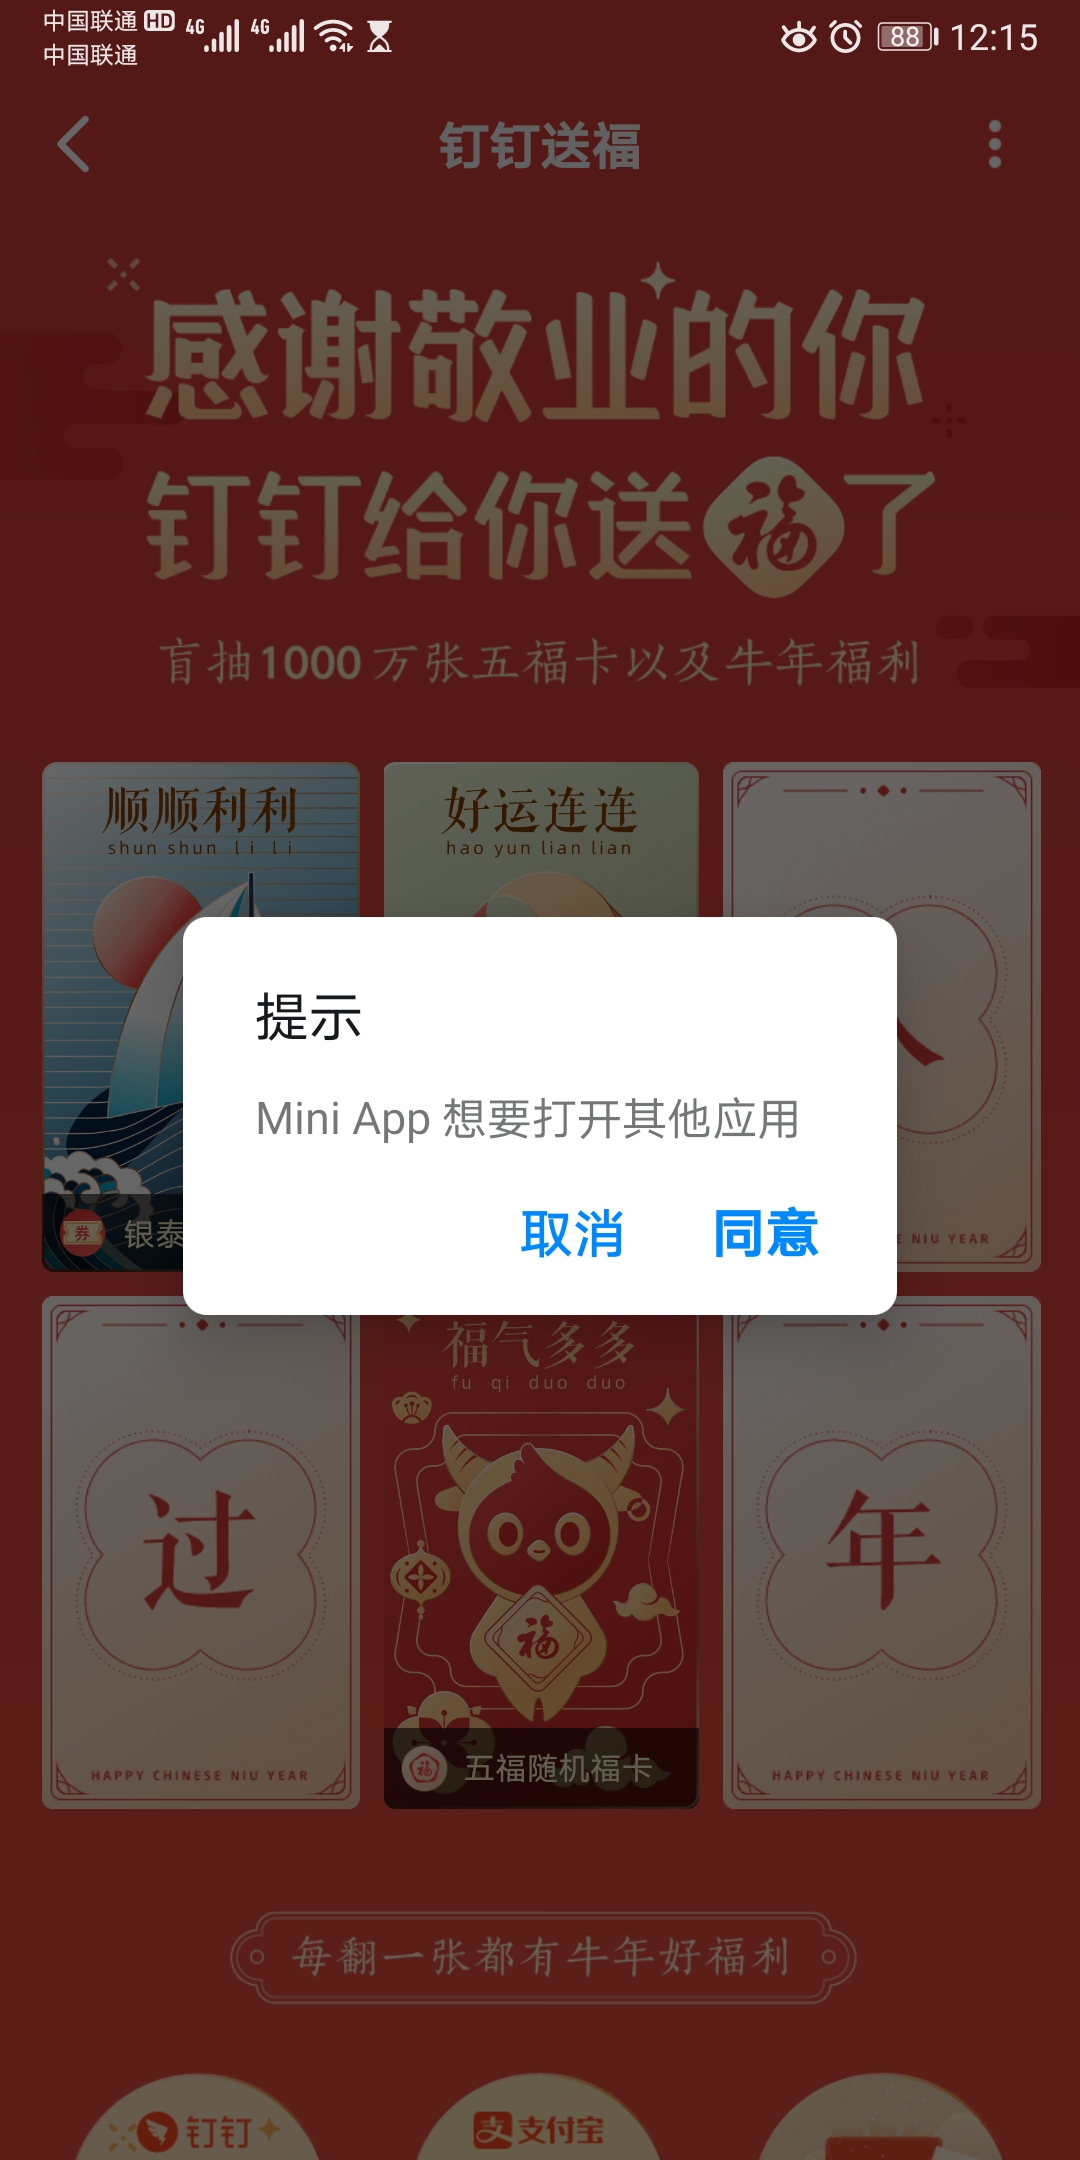 中国联通 HD 4G 4G 88 12:15
中国联通
钉钉送福
感谢敬业的你
钉钉给你送福了
盲抽1000万张五福卡以及牛年福利
顺顺利利
shun shun li li
好运连连
hao yun lian lian
提示
Mini App 想要打开其他应用
取消 同意
券 银泰
E NIU YEAR
福气多多
fu qi duo duo
过
年
福
HAPPY CHINESE NIU YEAR
福 五福随机福卡
HAPPY CHINESE NIU YEAR
每翻一张都有牛年好福利
钉钉
支 支付宝